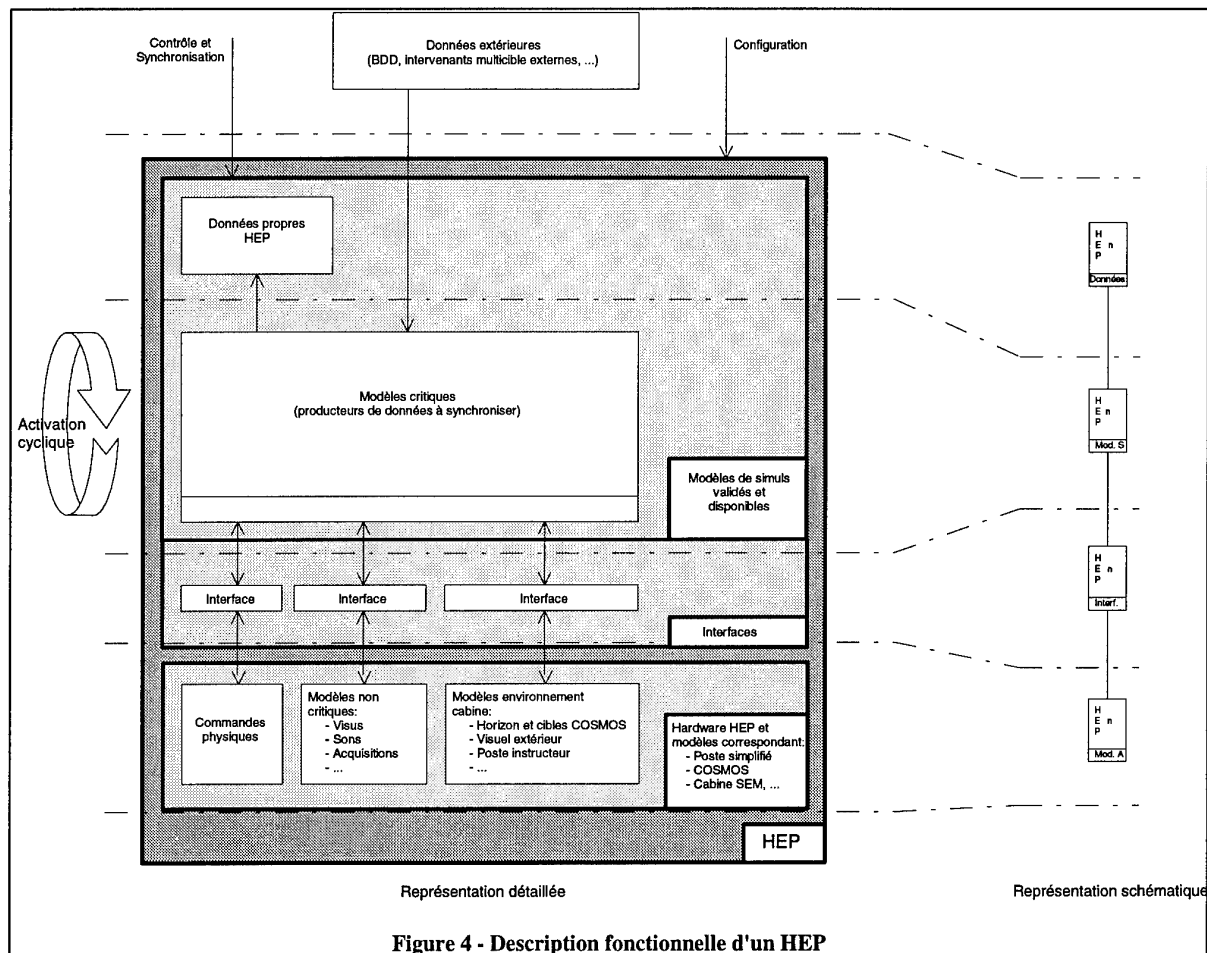 Contrôle et
Synchronisation
Données extérieures
(BDD, intervenants multicible externes, ...)
Configuration
Données propres
HEP
Modèles critiques
(producteurs de données à synchroniser)
Activation
cyclique
Modèles de simuls
validés et
disponibles
Interface
Interface
Interface
Interfaces
Commandes
physiques
Modèles non
critiques:
- Visus
- Sons
- Acquisitions
- ...
Modèles environnement
cabine:
- Horizon et cibles COSMOS
- Visuel extérieur
- Poste instructeur
- ...
Hardware HEP et
modèles correspondant:
- Poste simplifié
- COSMOS
- Cabine SEM, ...
HEP
H
E n
P
Données
H
E n
P
Mod. S
H
E n
P
Interf.
H
E n
P
Mod. A
Représentation détaillée
Représentation schématique
Figure 4 - Description fonctionnelle d'un HEP